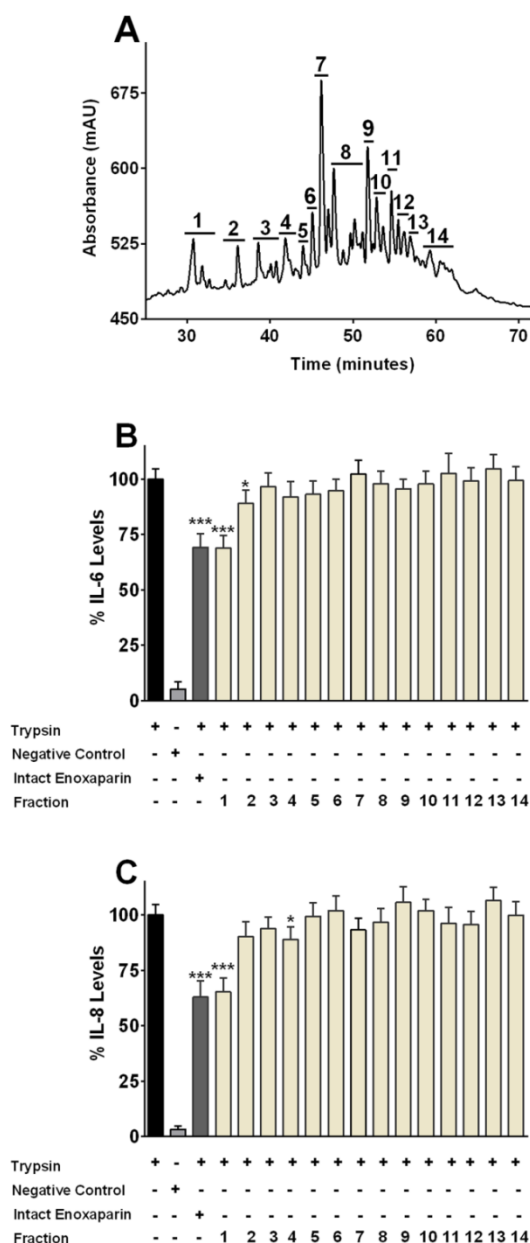 A
Absorbance (mAU)
675
600
525
450
1 2 3 4 5 6 7 8 9 10 11 12 13 14
30 40 50 60 70
Time (minutes)
B
% IL-6 Levels
100
75
50
25
0
*** *** *
Trypsin + - + + + + + + + + + + + + + + +
Negative Control - + - - - - - - - - - - - - - - -
Intact Enoxaparin - - + - - - - - - - - - - - - - -
Fraction - - - 1 2 3 4 5 6 7 8 9 10 11 12 13 14
C
% IL-8 Levels
100
75
50
25
0
*** *** *
Trypsin + - + + + + + + + + + + + + + + +
Negative Control - + - - - - - - - - - - - - - - -
Intact Enoxaparin - - + - - - - - - - - - - - - - -
Fraction - - - 1 2 3 4 5 6 7 8 9 10 11 12 13 14